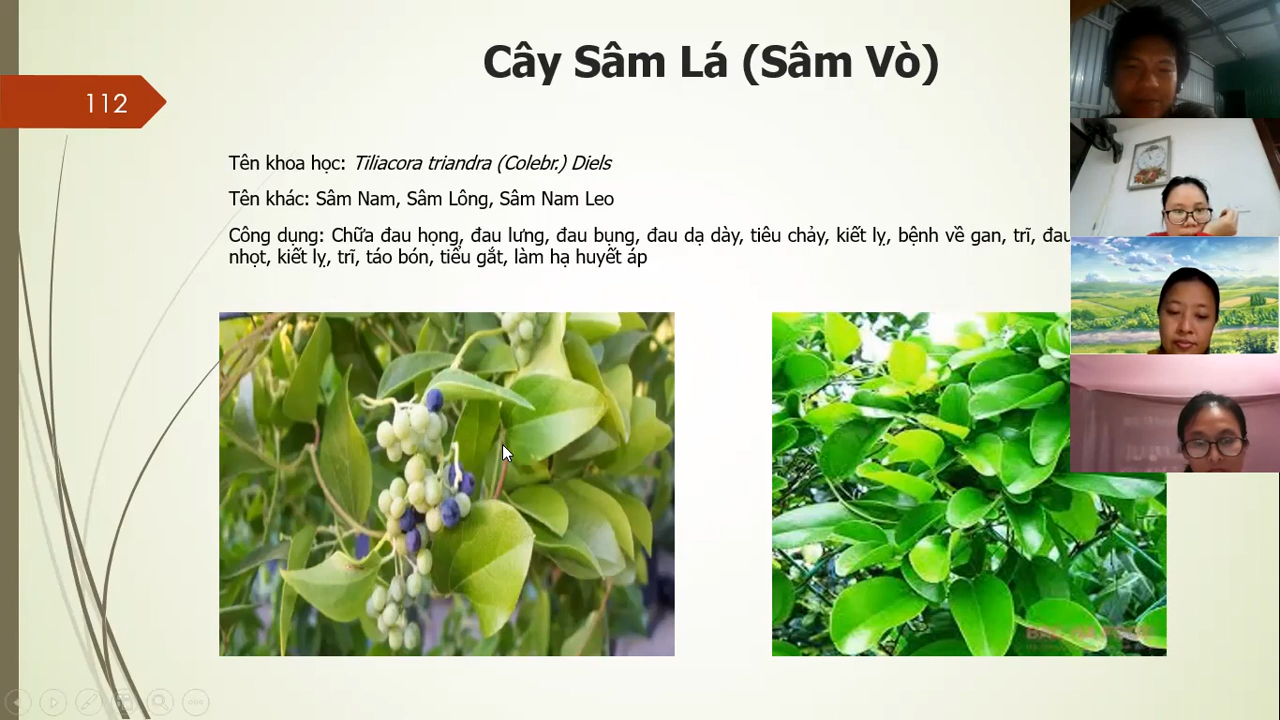 Cây Sâm Lá (Sâm Vò)
112
Tên khoa học: Tiliacora triandra (Colebr.) Diels
Tên khác: Sâm Nam, Sâm Lông, Sâm Nam Leo
Công dụng: Chữa đau họng, đau lưng, đau bụng, đau dạ dày, tiêu chảy, kiết lỵ, bệnh về gan, trĩ, đau
nhọt, kiết lỵ, trĩ, táo bón, tiểu gắt, làm hạ huyết áp